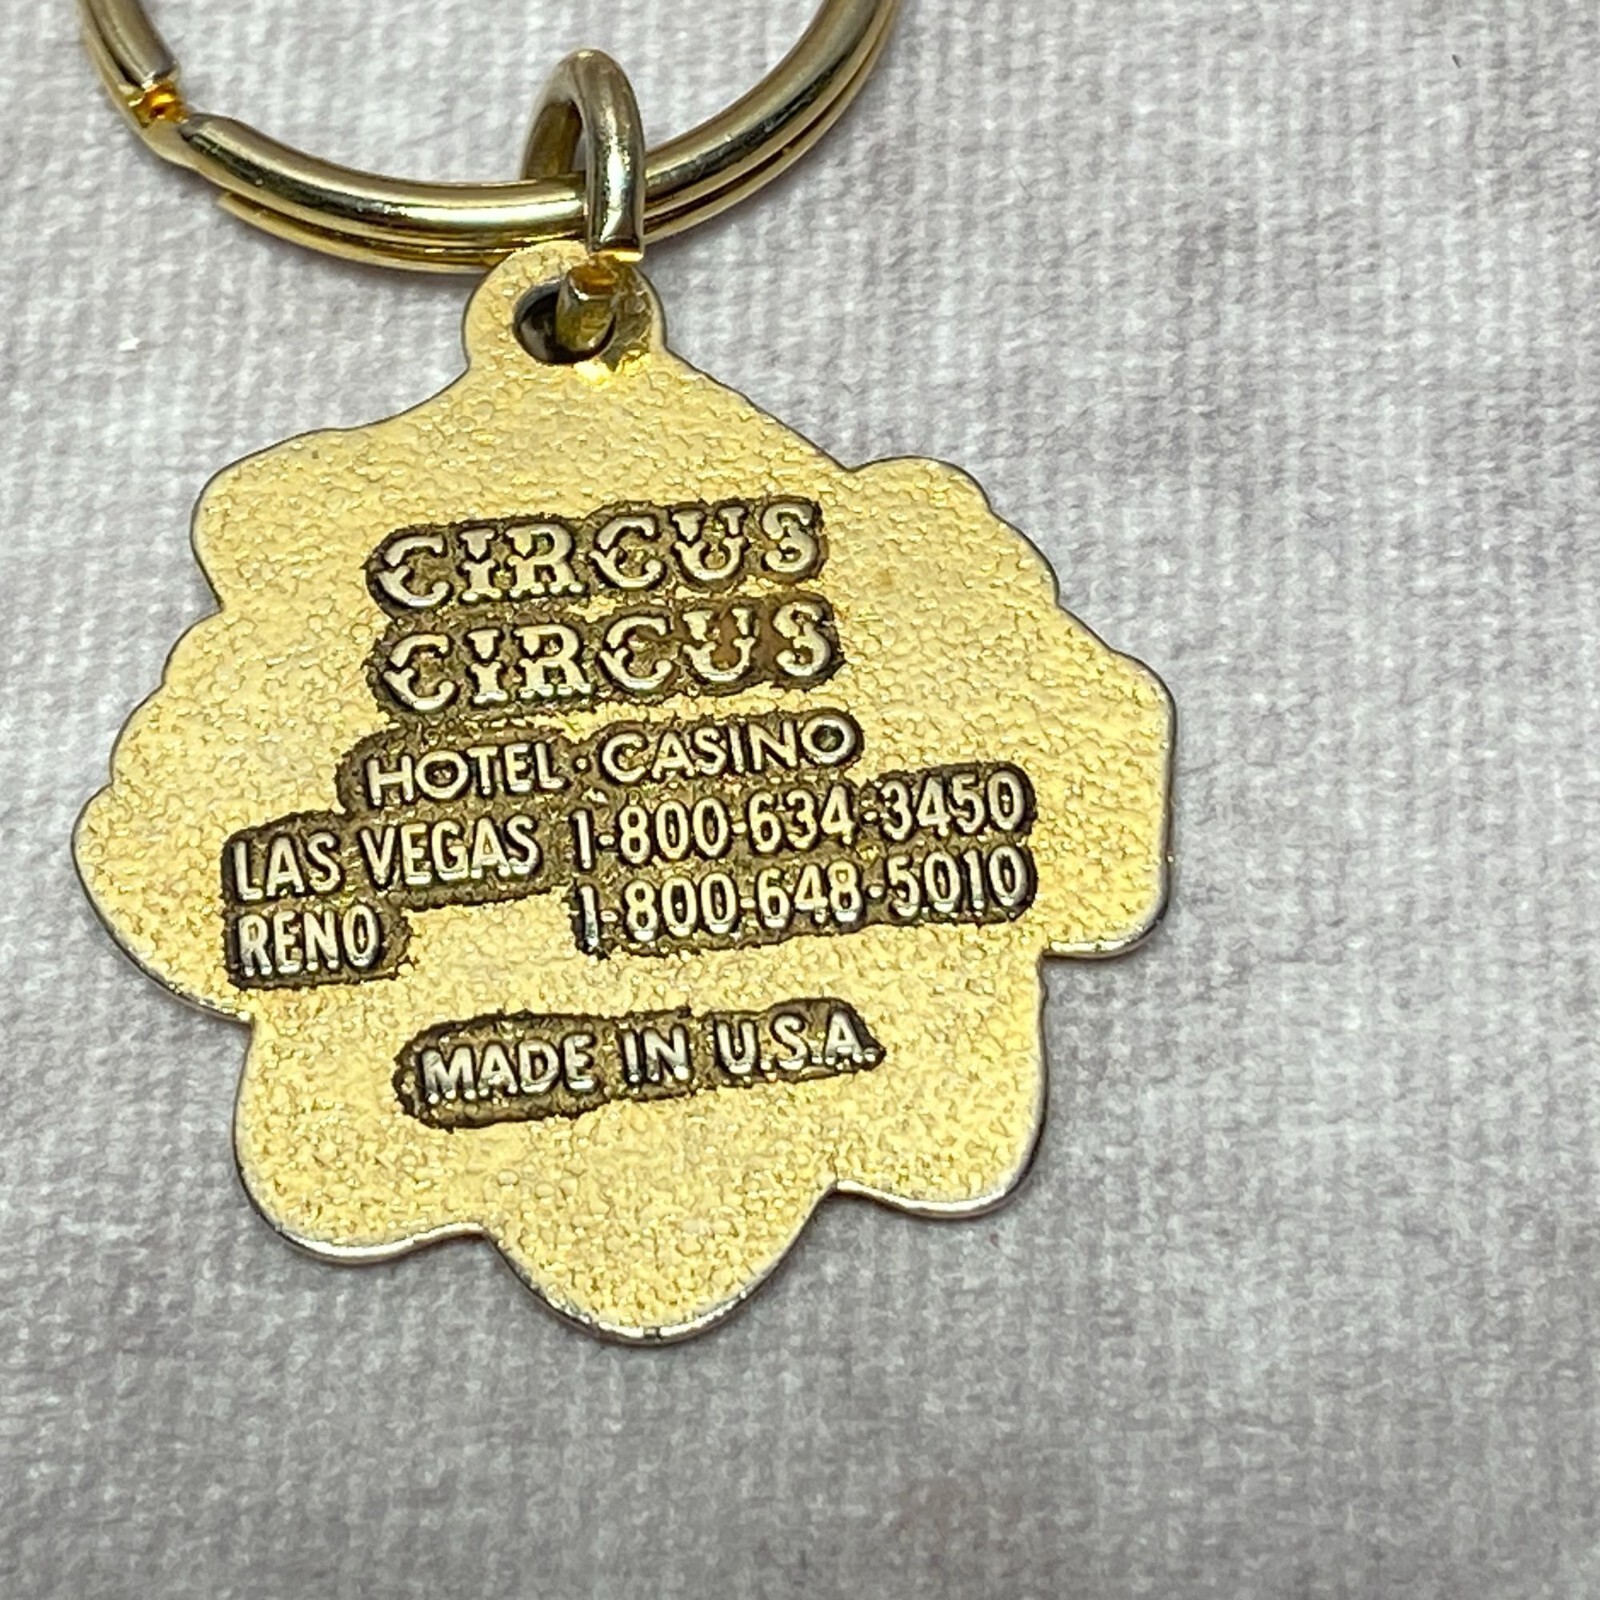 CIRCUS
CIRCUS
HOTEL · CASINO
LAS VEGAS 1-800-634-3450
RENO 1-800-648-5010
MADE IN U.S.A.